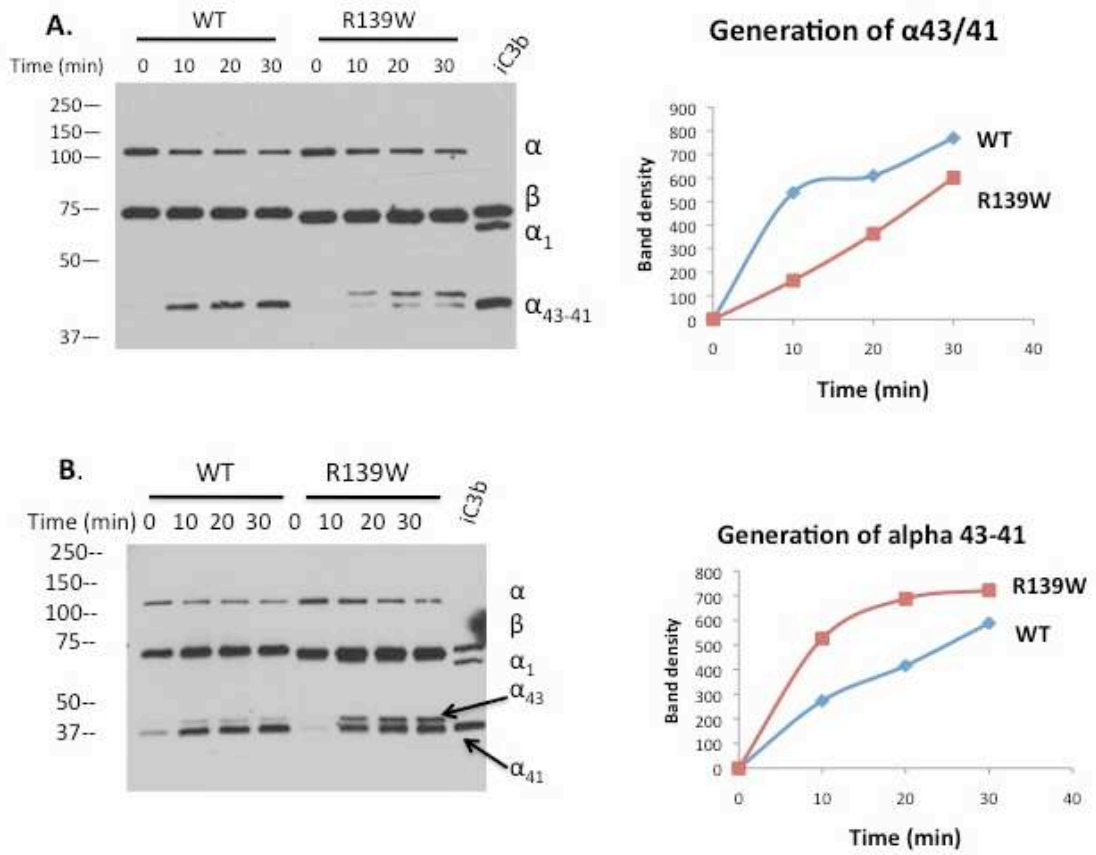 A.
WT R139W iC3b
Time (min) 0 10 20 30 0 10 20 30
250—
150—
100—
75—
50—
37—
α
β
α1
α43-41
Generation of α43/41
Band density
900
800
700
600
500
400
300
200
100
0
WT
R139W
0 10 20 30 40
Time (min)
B.
WT R139W iC3b
Time (min) 0 10 20 30 0 10 20 30
250--
150--
100--
75--
50--
37--
α
β
α1
α43
α41
Generation of alpha 43-41
Band density
800
700
600
500
400
300
200
100
0
R139W
WT
0 10 20 30 40
Time (min)